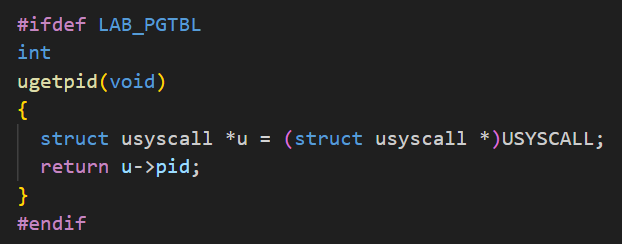 #ifdef LAB_PGTBL
int
ugetpid(void)
{
  struct usyscall *u = (struct usyscall *)USYSCALL;
  return u->pid;
}
#endif